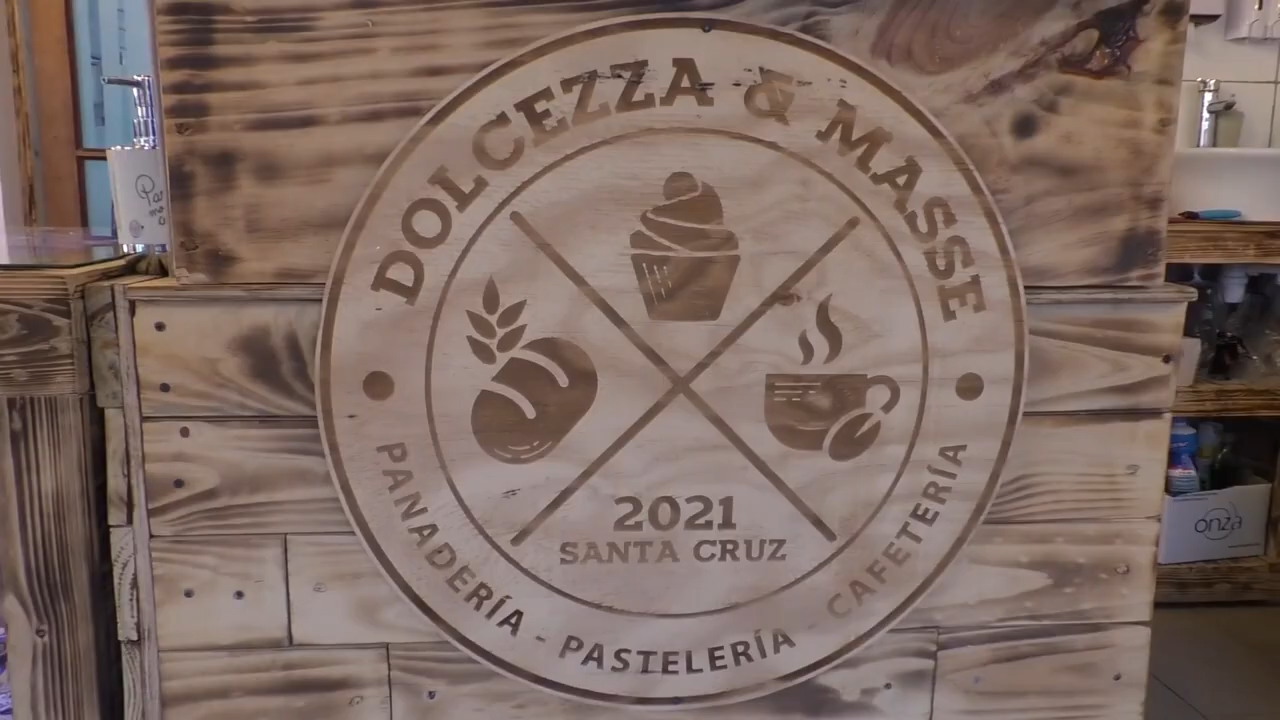 DOLCEZZA & MASSE
2021
SANTA CRUZ
PANADERÍA - PASTELERÍA - CAFETERÍA
onza